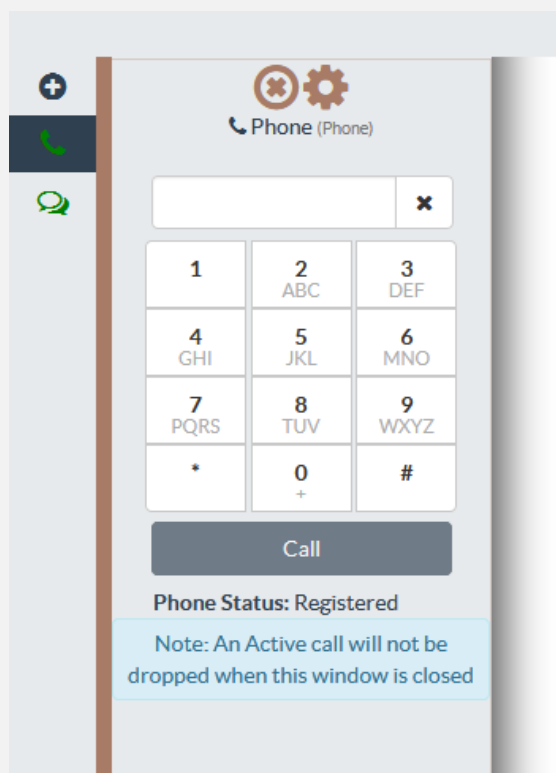 Phone (Phone)
1 2 3
ABC DEF
4 5 6
GHI JKL MNO
7 8 9
PQRS TUV WXYZ
* 0 #
+
Call
Phone Status: Registered
Note: An Active call will not be
dropped when this window is closed